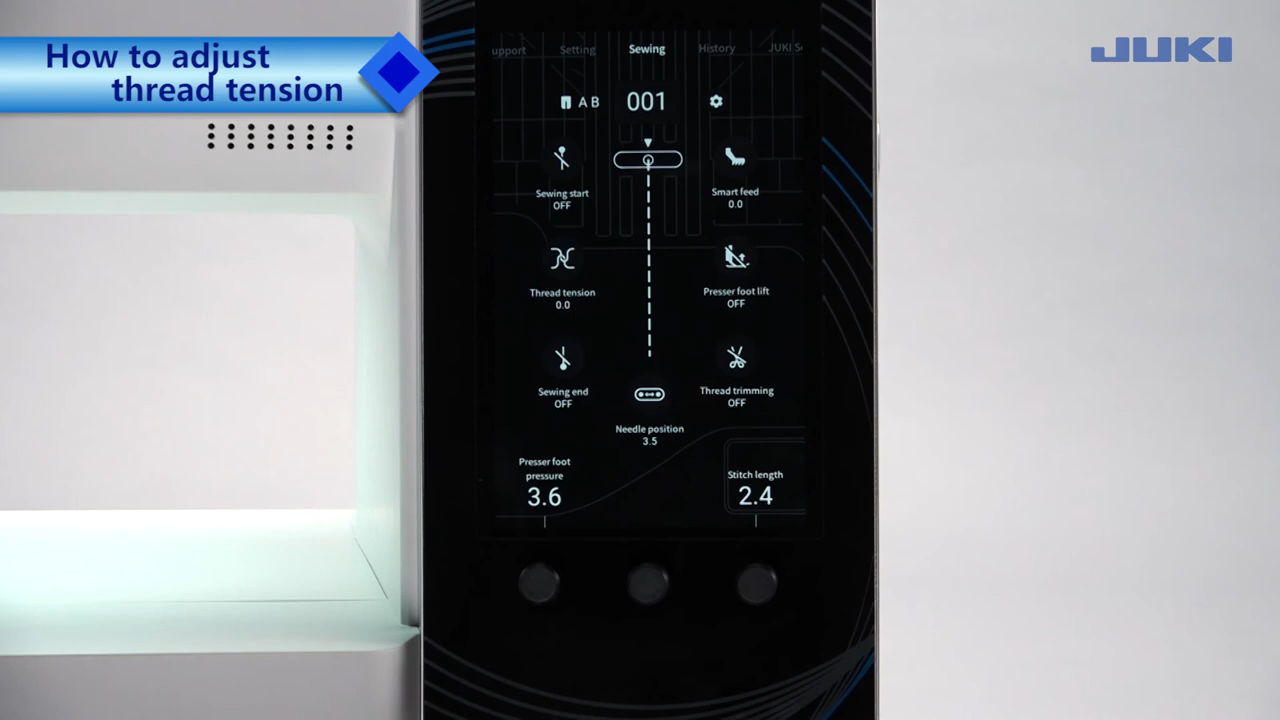 How to adjust
thread tension
JUKI
upport Setting Sewing History JUKI S
A B 001
Sewing start
OFF
Smart feed
0.0
Thread tension
0.0
Presser foot lift
OFF
Sewing end
OFF
Thread trimming
OFF
Needle position
3.5
Presser foot
pressure
3.6
Stitch length
2.4